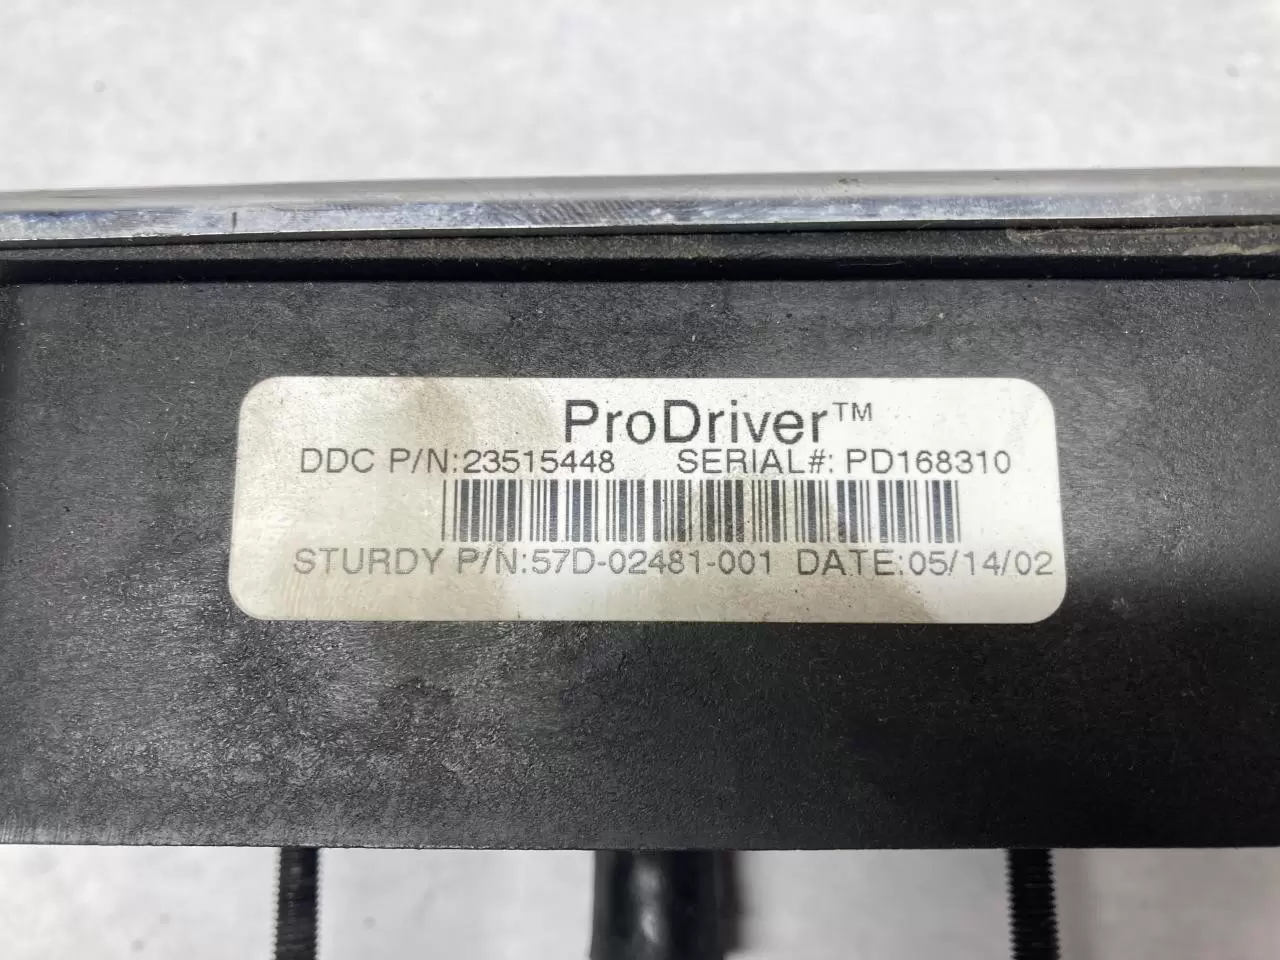 ProDriver™
DDC P/N:23515448 SERIAL#: PD168310
STURDY P/N:57D-02481-001 DATE:05/14/02